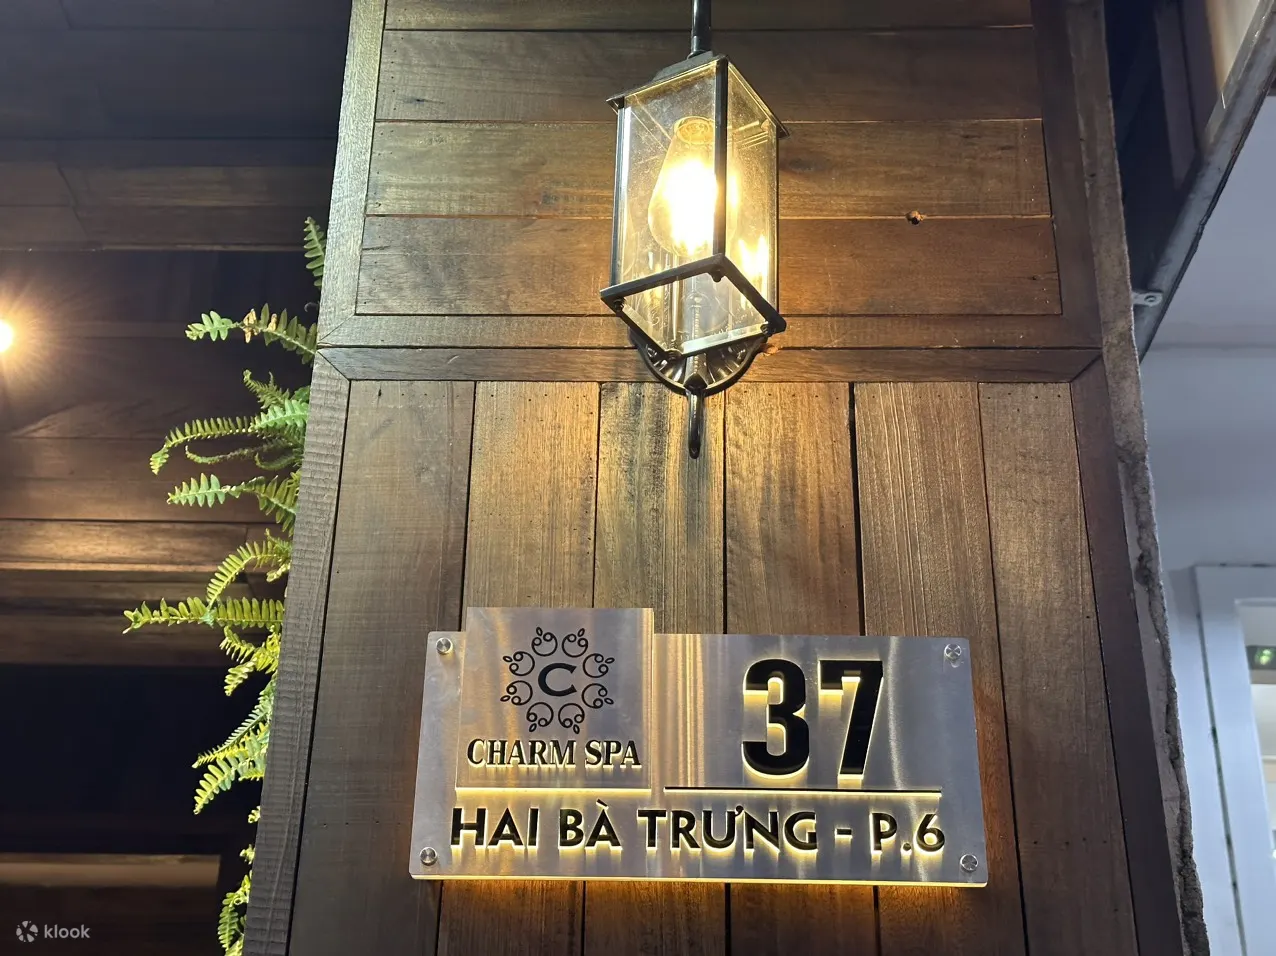 C
CHARM SPA
37
HAI BÀ TRƯNG - P.6
klook